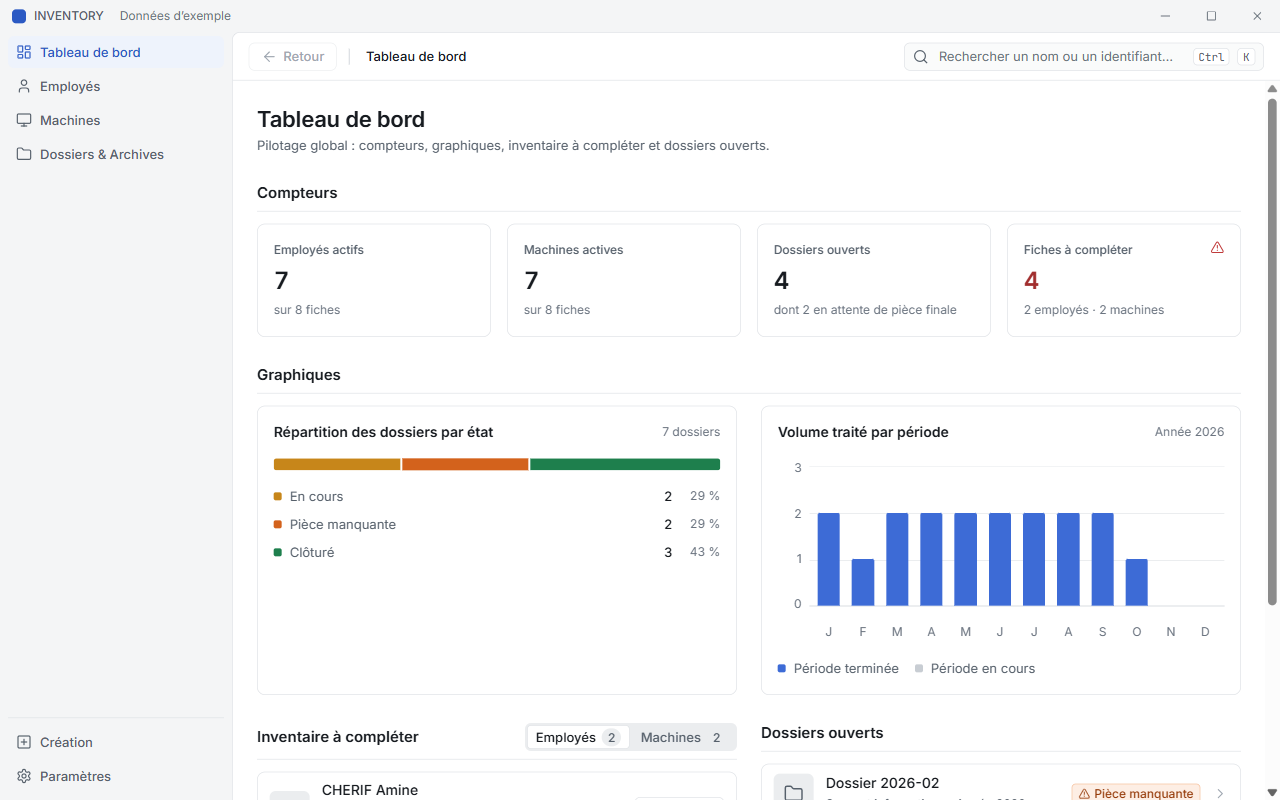 INVENTORY Données d'exemple
Tableau de bord
Employés
Machines
Dossiers & Archives
Création
Paramètres
Retour
Tableau de bord
Rechercher un nom ou un identifiant... Ctrl K
Tableau de bord
Pilotage global : compteurs, graphiques, inventaire à compléter et dossiers ouverts.
Compteurs
Employés actifs
7
sur 8 fiches
Machines actives
7
sur 8 fiches
Dossiers ouverts
4
dont 2 en attente de pièce finale
Fiches à compléter
4
2 employés · 2 machines
Graphiques
Répartition des dossiers par état 7 dossiers
En cours 2 29 %
Pièce manquante 2 29 %
Clôturé 3 43 %
Volume traité par période Année 2026
3
2
1
0
J F M A M J J A S O N D
Période terminée Période en cours
Inventaire à compléter Employés 2 Machines 2
CHERIF Amine
Dossiers ouverts
Dossier 2026-02
Pièce manquante